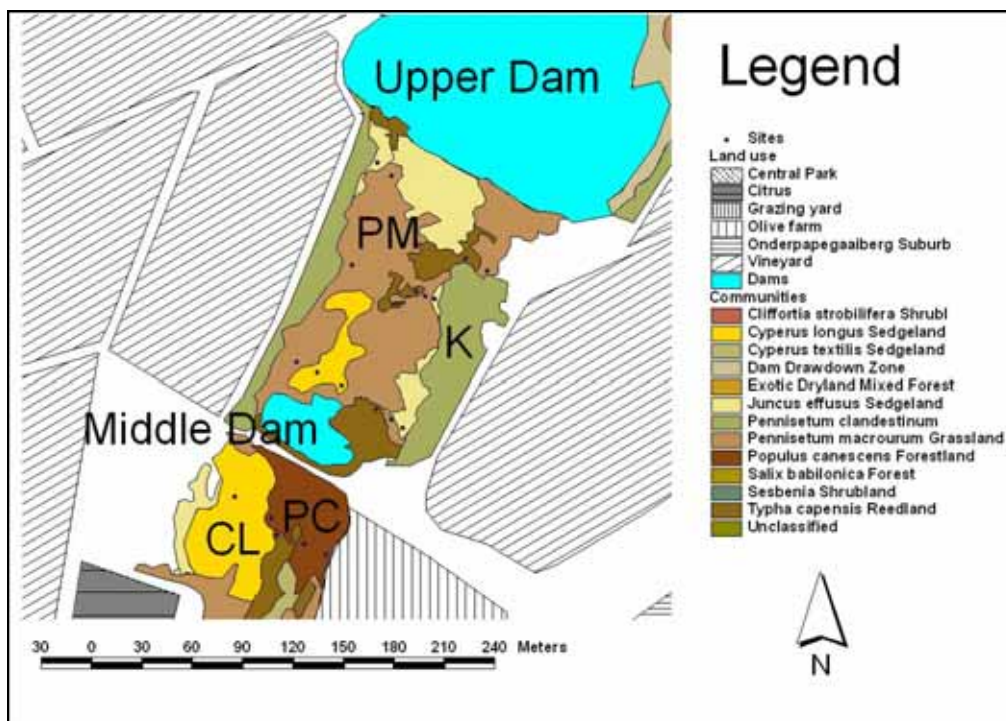 Upper Dam
PM
K
Middle Dam
PC
CL
30 0 30 60 90 120 150 180 210 240 Meters
Legend
Sites
Land use
Central Park
Citrus
Grazing yard
Olive farm
Onderpapegaaiberg Suburb
Vineyard
Dams
Communities
Cliffortia strobilifera Shrubl
Cyperus longus Sedgeland
Cyperus textilis Sedgeland
Dam Drawdown Zone
Exotic Dryland Mixed Forest
Juncus effusus Sedgeland
Pennisetum clandestinum
Pennisetum macrourum Grassland
Populus canescens Forestland
Salix babilonica Forest
Sesbenia Shrubland
Typha capensis Reedland
Unclassified
N